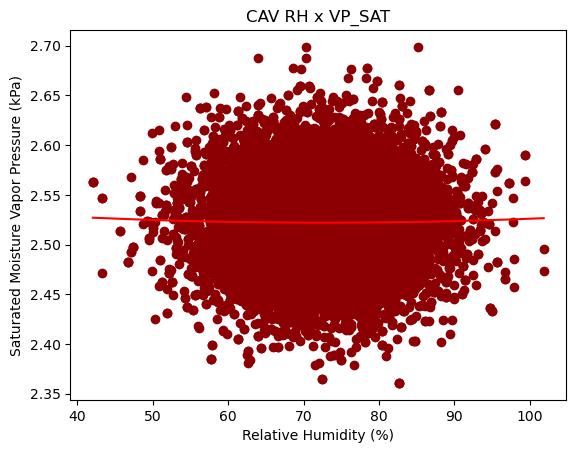 CAV RH x VP_SAT
Saturated Moisture Vapor Pressure (kPa)
2.70
2.65
2.60
2.55
2.50
2.45
2.40
2.35
40 50 60 70 80 90 100
Relative Humidity (%)